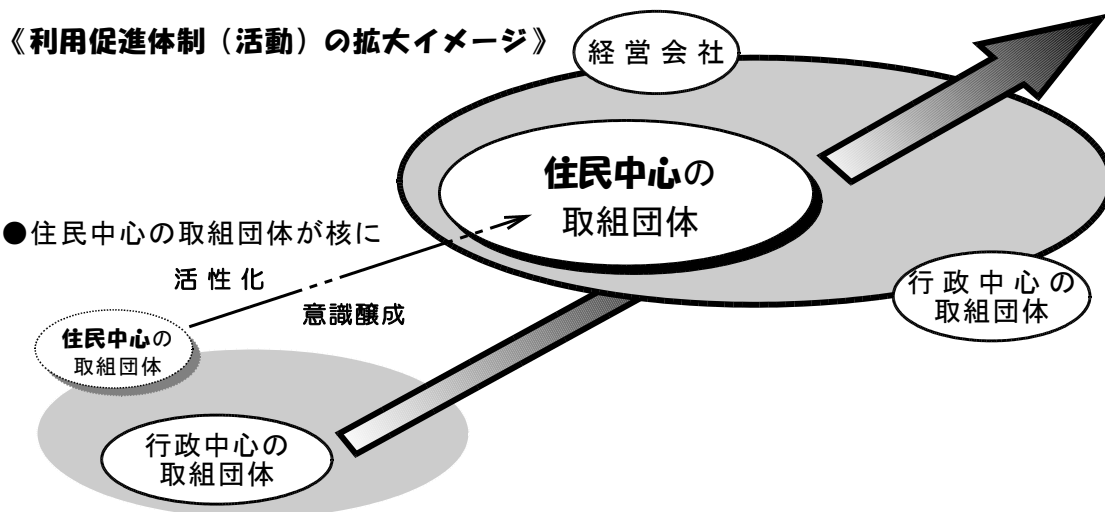 《利用促進体制（活動）の拡大イメージ》
経営会社
住民中心の
取組団体
●住民中心の取組団体が核に
活性化
意識醸成
行政中心の
取組団体
住民中心の
取組団体
行政中心の
取組団体